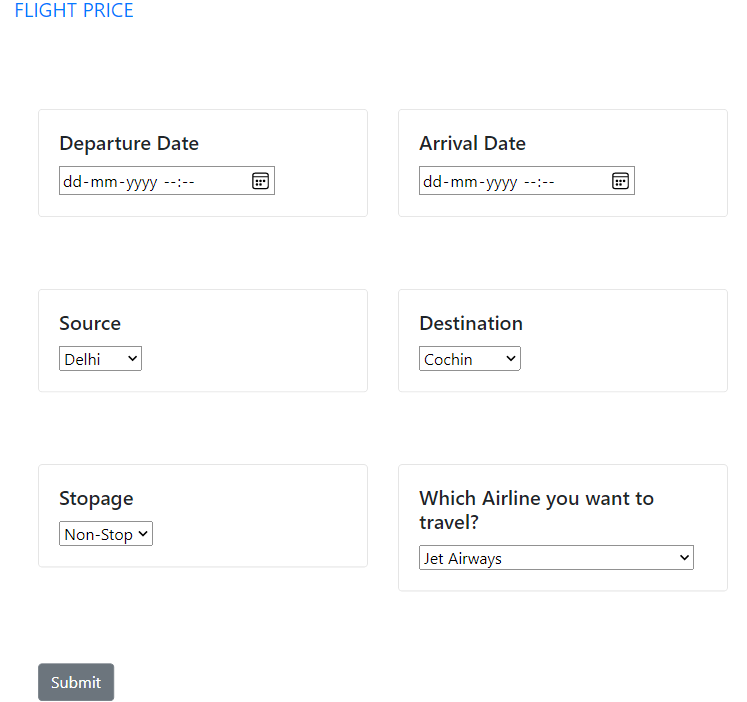 FLIGHT PRICE
Departure Date
dd-mm-yyyy --:--
Arrival Date
dd-mm-yyyy --:--
Source
Delhi
Destination
Cochin
Stopage
Non-Stop
Which Airline you want to
travel?
Jet Airways
Submit